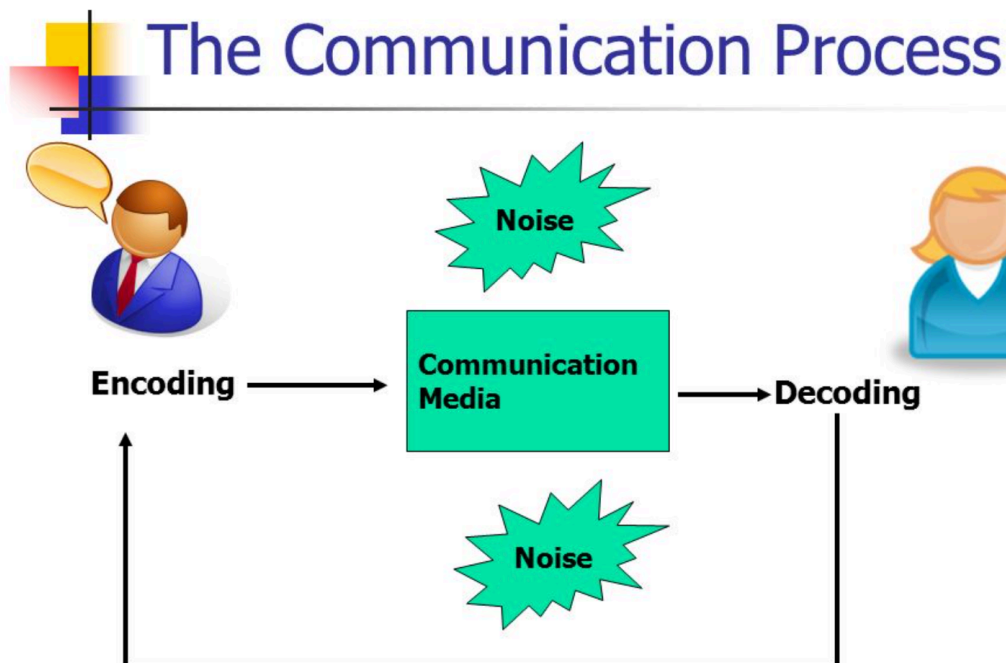 The Communication Process
Noise
Communication
Media
Encoding
Decoding
Noise